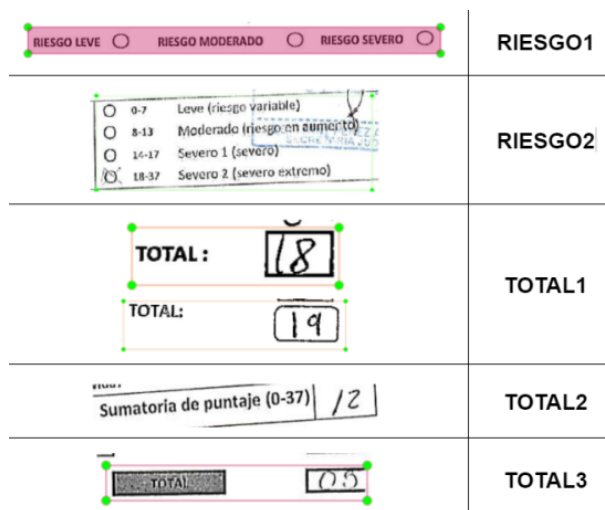 RIESGO LEVE RIESGO MODERADO RIESGO SEVERO RIESGO1
0-7 Leve (riesgo variable)
8-13 Moderado (riesgo en aumento)
14-17 Severo 1 (severo)
18-37 Severo 2 (severo extremo)
RIESGO2
TOTAL : 18
TOTAL: 19
TOTAL1
Sumatoria de puntaje (0-37) 12 TOTAL2
TOTAL 05 TOTAL3